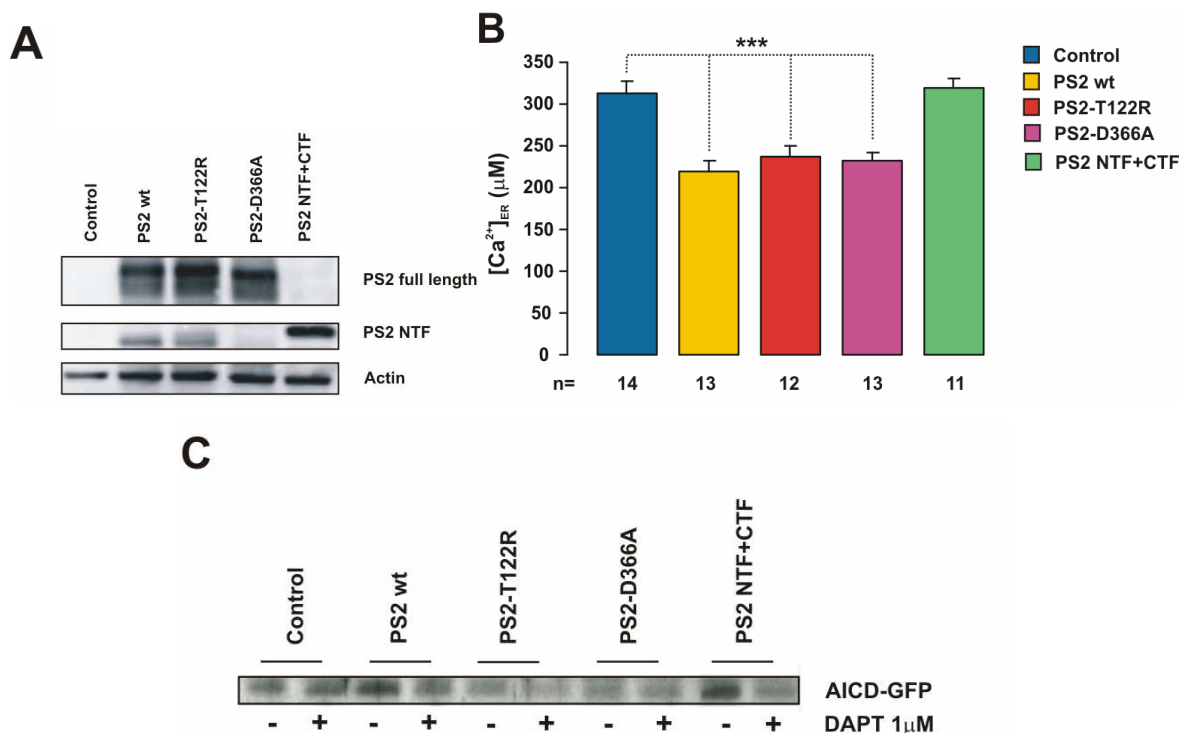 A
Control
PS2 wt
PS2-T122R
PS2-D366A
PS2 NTF+CTF
PS2 full length
PS2 NTF
Actin
B
***
350
300
250
200
150
100
50
0
[Ca²⁺]ER (μM)
n= 14 13 12 13 11
Control
PS2 wt
PS2-T122R
PS2-D366A
PS2 NTF+CTF
C
Control
PS2 wt
PS2-T122R
PS2-D366A
PS2 NTF+CTF
AICD-GFP
- + - + - + - + - + DAPT 1μM